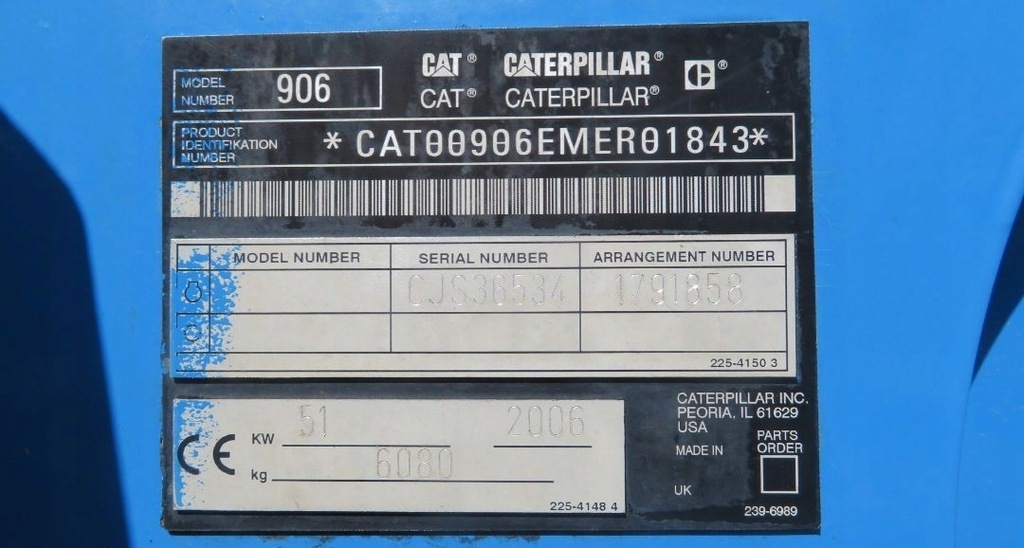 MODEL NUMBER 906
CAT® CATERPILLAR® ®
CAT® CATERPILLAR®
PRODUCT IDENTIFIKATION NUMBER *CAT00906EMER01843*
MODEL NUMBER SERIAL NUMBER ARRANGEMENT NUMBER
CJS36534 1791858
225-4150 3
CE KW 51 2006
kg 6080
225-4148 4
CATERPILLAR INC.
PEORIA, IL 61629
USA
MADE IN
UK
PARTS
ORDER
239-6989